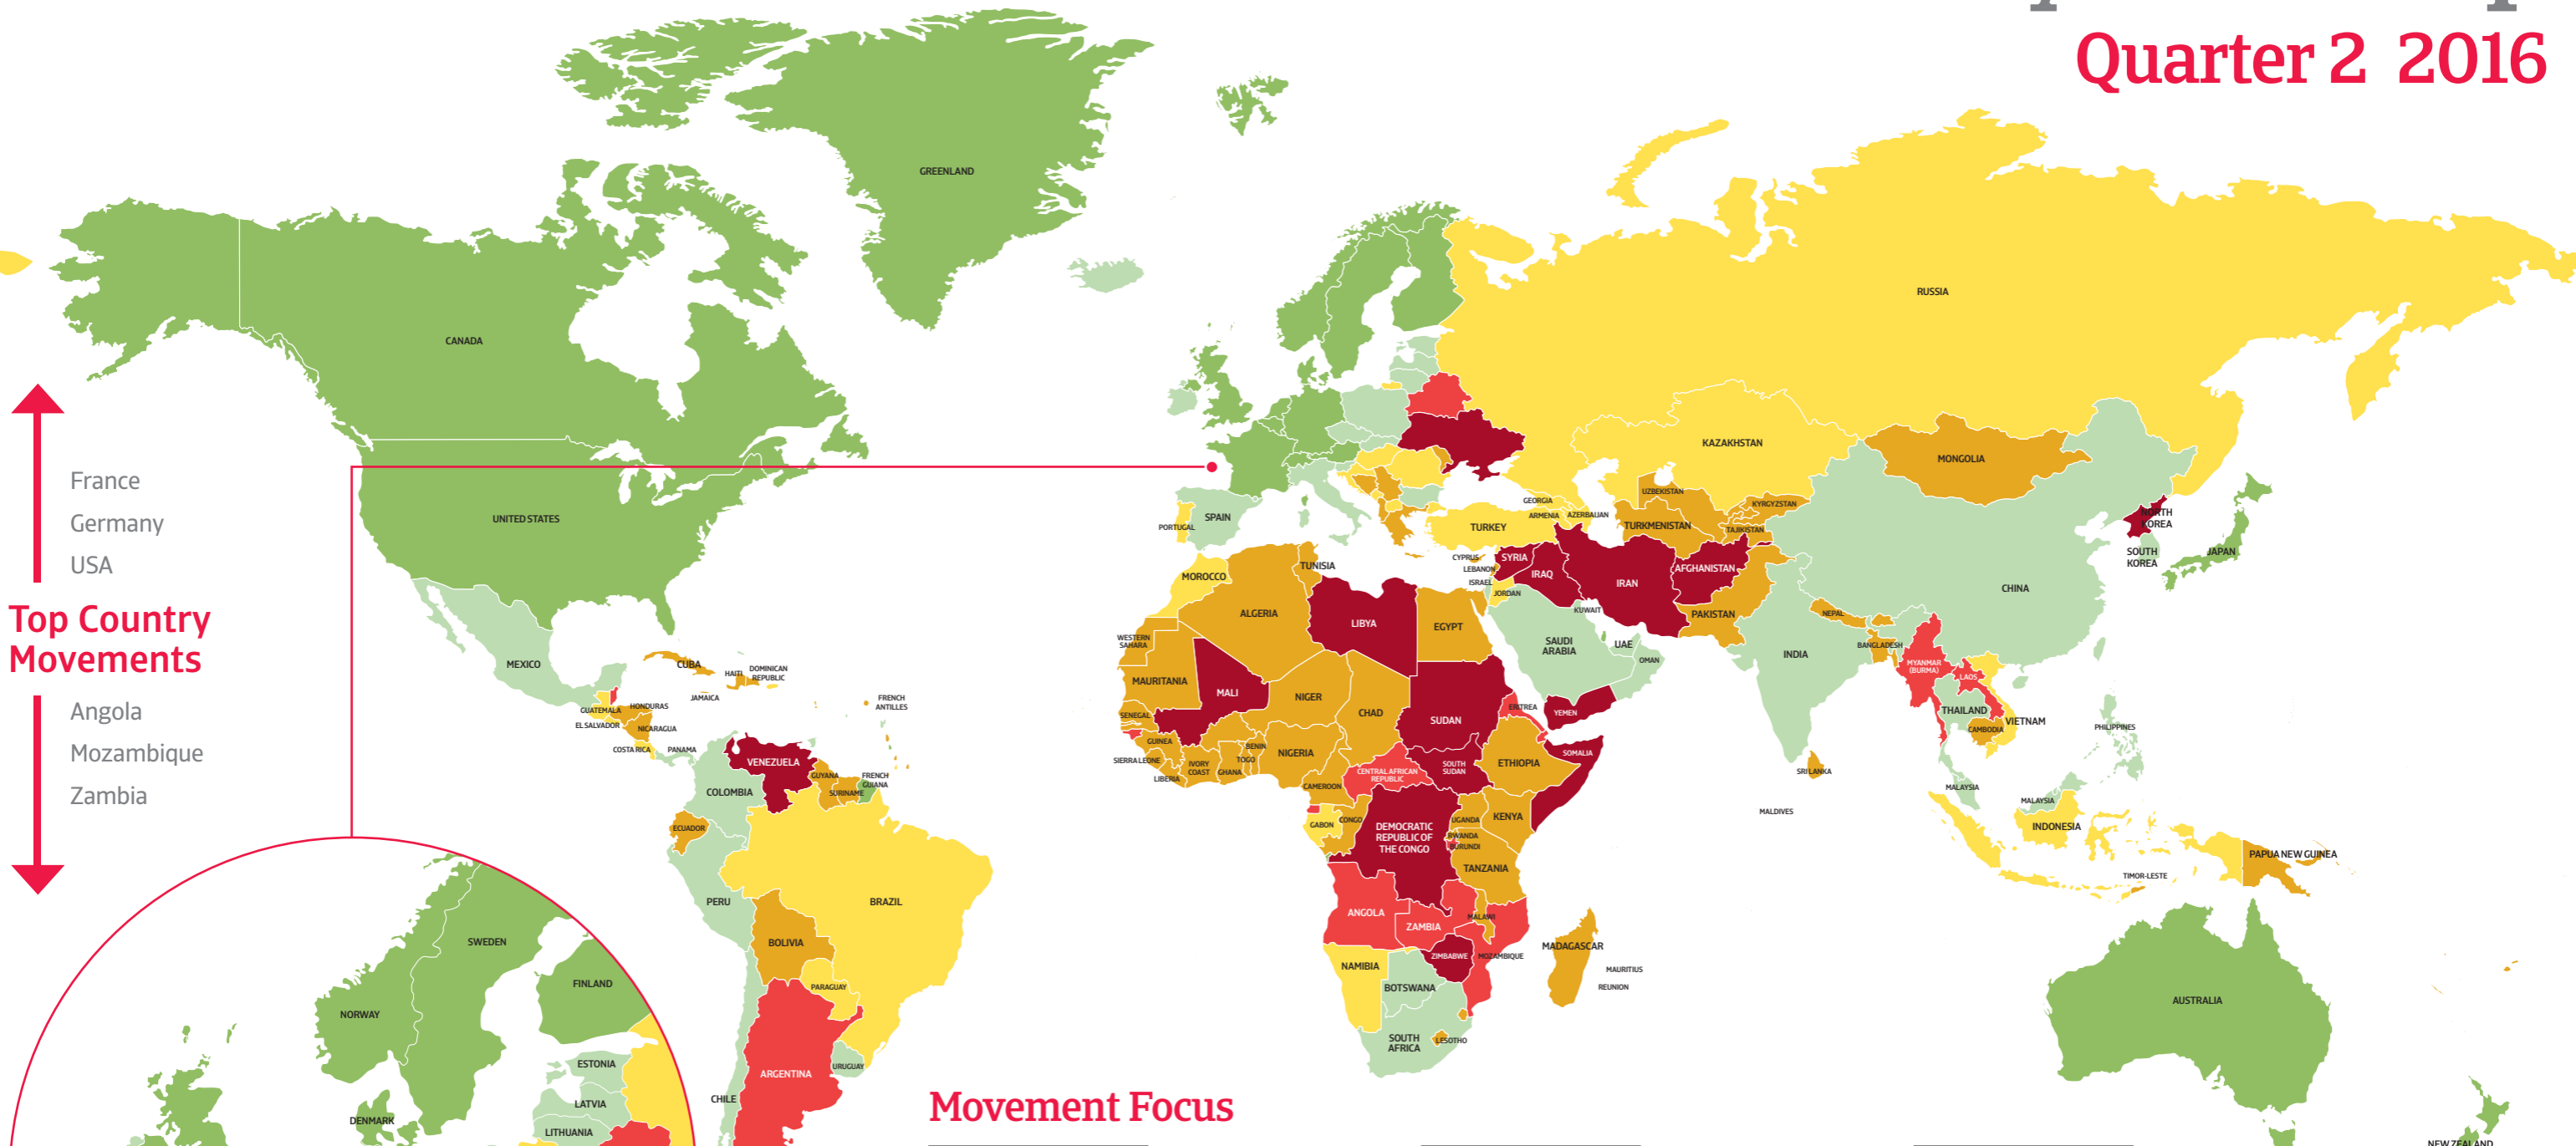 Quarter 2 2016
GREENLAND
CANADA
RUSSIA
UNITED STATES
KAZAKHSTAN
MONGOLIA
France
Germany
USA
Top Country
Movements
Angola
Mozambique
Zambia
PORTUGAL
SPAIN
TURKEY
GEORGIA
ARMENIA
AZERBAIJAN
UZBEKISTAN
TURKMENISTAN
KYRGYZSTAN
TAJIKISTAN
NORTH
KOREA
SOUTH
KOREA
JAPAN
CHINA
CYPRUS
LEBANON
ISRAEL
SYRIA
IRAQ
JORDAN
IRAN
KUWAIT
AFGHANISTAN
PAKISTAN
NEPAL
BANGLADESH
INDIA
MOROCCO
TUNISIA
ALGERIA
LIBYA
EGYPT
SAUDI
ARABIA
UAE
OMAN
YEMEN
WESTERN
SAHARA
MAURITANIA
MALI
NIGER
CHAD
SUDAN
ERITREA
MEXICO
CUBA
HAITI
DOMINICAN
REPUBLIC
JAMAICA
FRENCH
ANTILLES
GUATEMALA
HONDURAS
EL SALVADOR
NICARAGUA
COSTA RICA
PANAMA
SENEGAL
GUINEA
SIERRA LEONE
LIBERIA
IVORY
COAST
GHANA
TOGO
BENIN
NIGERIA
CAMEROON
CENTRAL AFRICAN
REPUBLIC
SOUTH
SUDAN
ETHIOPIA
SOMALIA
MYANMAR
(BURMA)
LAOS
THAILAND
VIETNAM
CAMBODIA
PHILIPPINES
SRI LANKA
MALDIVES
MALAYSIA
MALAYSIA
INDONESIA
PAPUA NEW GUINEA
TIMOR-LESTE
VENEZUELA
GUYANA
SURINAME
FRENCH
GUIANA
COLOMBIA
ECUADOR
PERU
BRAZIL
BOLIVIA
PARAGUAY
URUGUAY
ARGENTINA
CHILE
GABON
CONGO
DEMOCRATIC
REPUBLIC OF
THE CONGO
UGANDA
RWANDA
BURUNDI
KENYA
TANZANIA
ANGOLA
ZAMBIA
MALAWI
ZIMBABWE
MOZAMBIQUE
MADAGASCAR
MAURITIUS
REUNION
NAMIBIA
BOTSWANA
SOUTH
AFRICA
LESOTHO
AUSTRALIA
NEW ZEALAND
SWEDEN
FINLAND
NORWAY
ESTONIA
LATVIA
LITHUANIA
DENMARK
Movement Focus